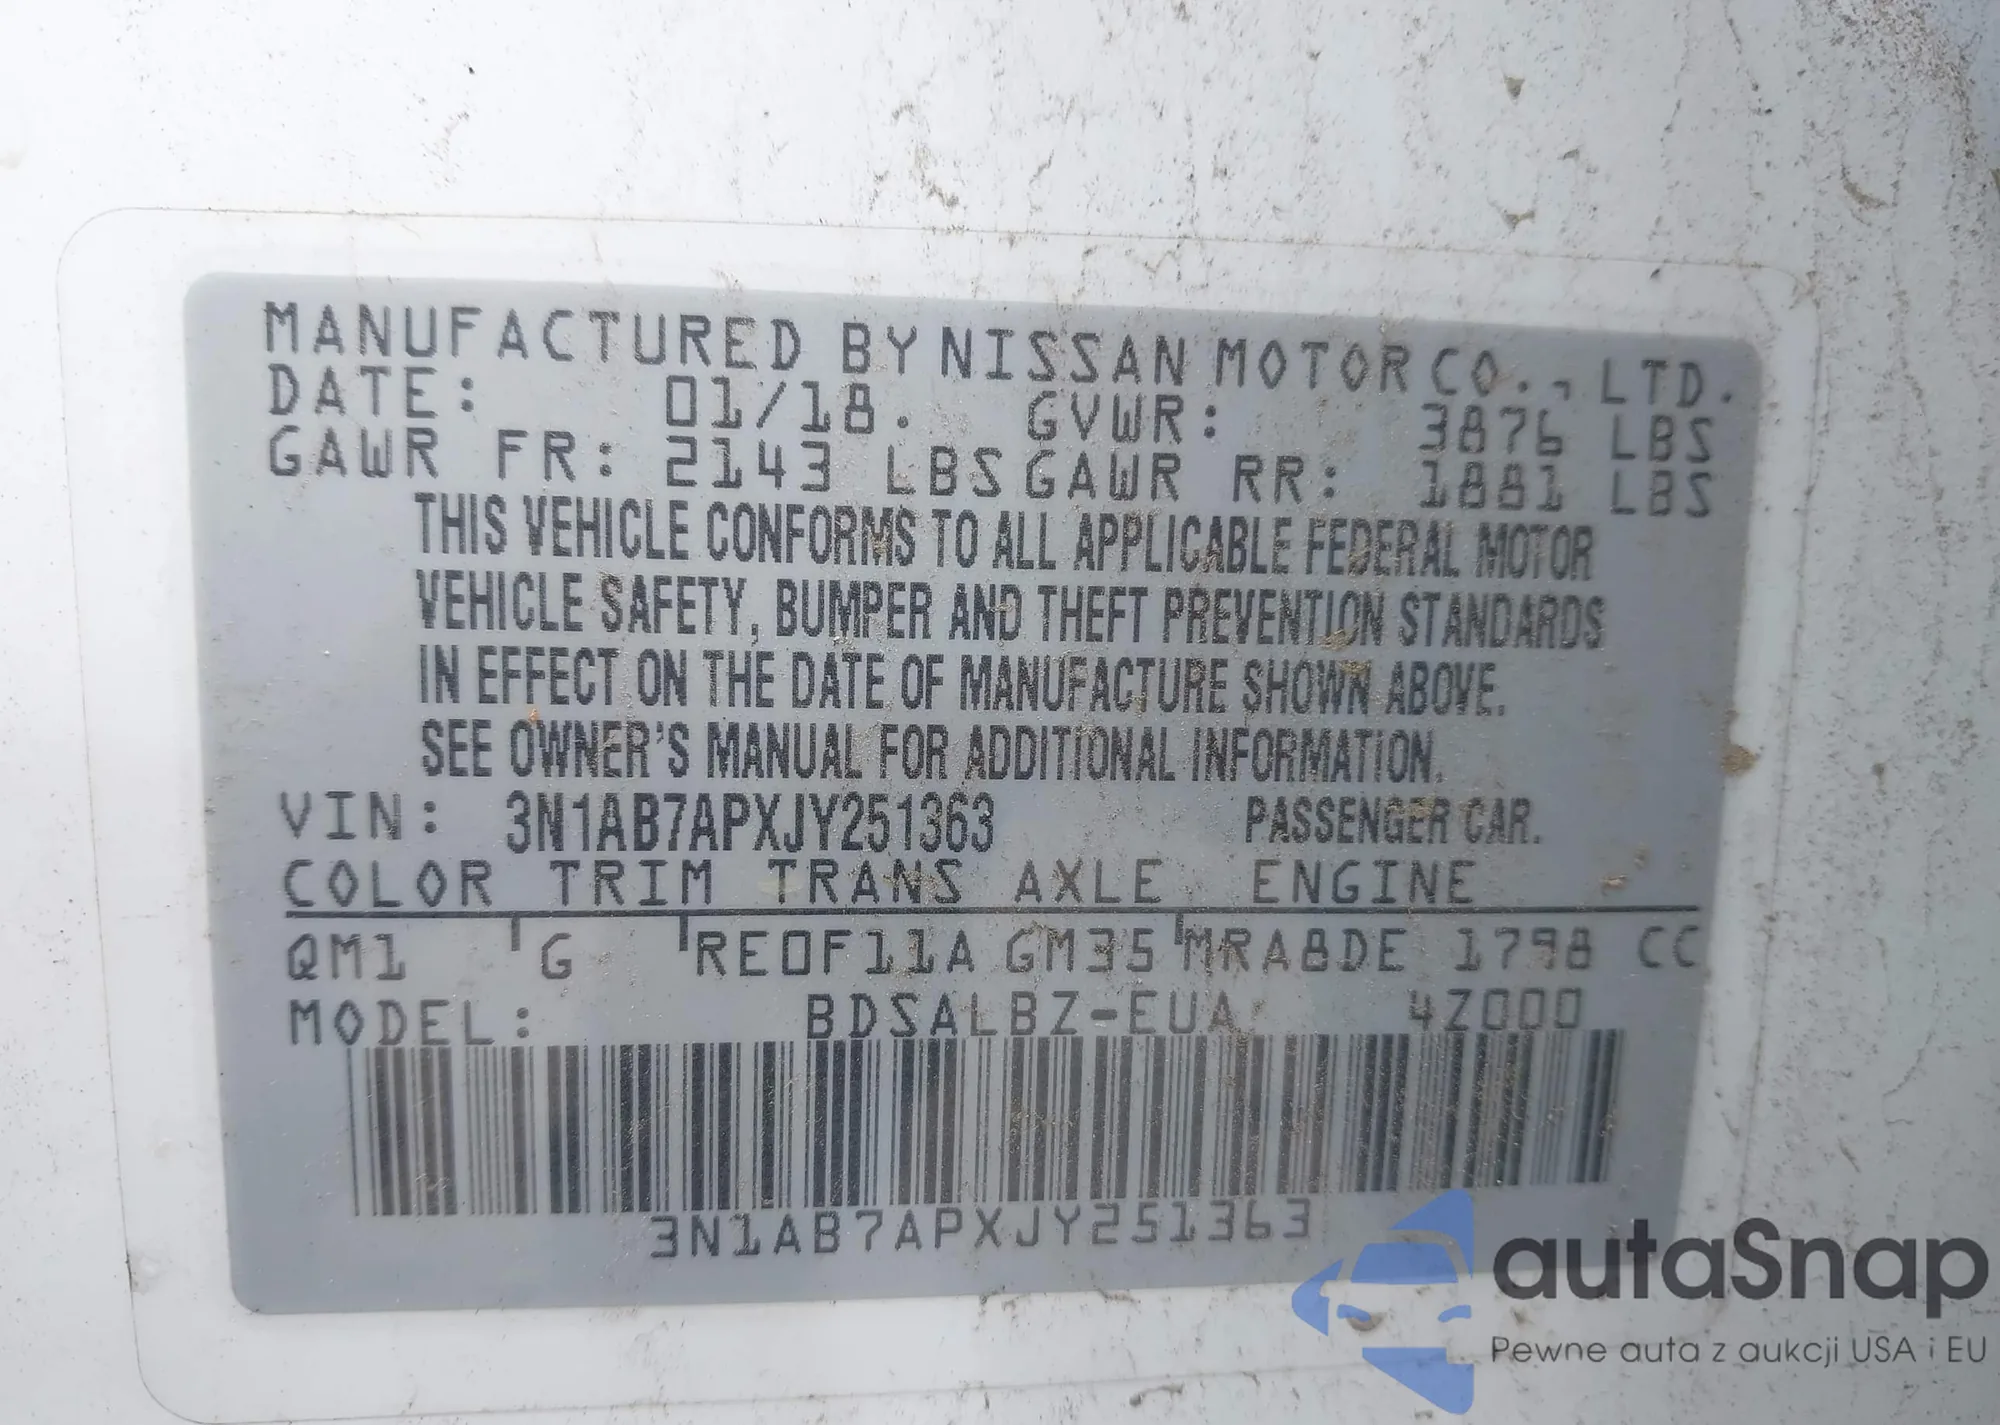 MANUFACTURED BY NISSAN MOTOR CO., LTD.
DATE: 01/18. GVWR: 3876 LBS
GAWR FR: 2143 LBS GAWR RR: 1881 LBS
THIS VEHICLE CONFORMS TO ALL APPLICABLE FEDERAL MOTOR
VEHICLE SAFETY, BUMPER AND THEFT PREVENTION STANDARDS
IN EFFECT ON THE DATE OF MANUFACTURE SHOWN ABOVE.
SEE OWNER'S MANUAL FOR ADDITIONAL INFORMATION.
VIN: 3N1AB7APXJY251363 PASSENGER CAR.
COLOR TRIM TRANS AXLE ENGINE
QM1 G RE0F11A GM35 MRA8DE 1798 CC
MODEL: BDSALBZ-EUA 4Z000
3N1AB7APXJY251363
autaSnap
Pewne auta z aukcji USA i EU